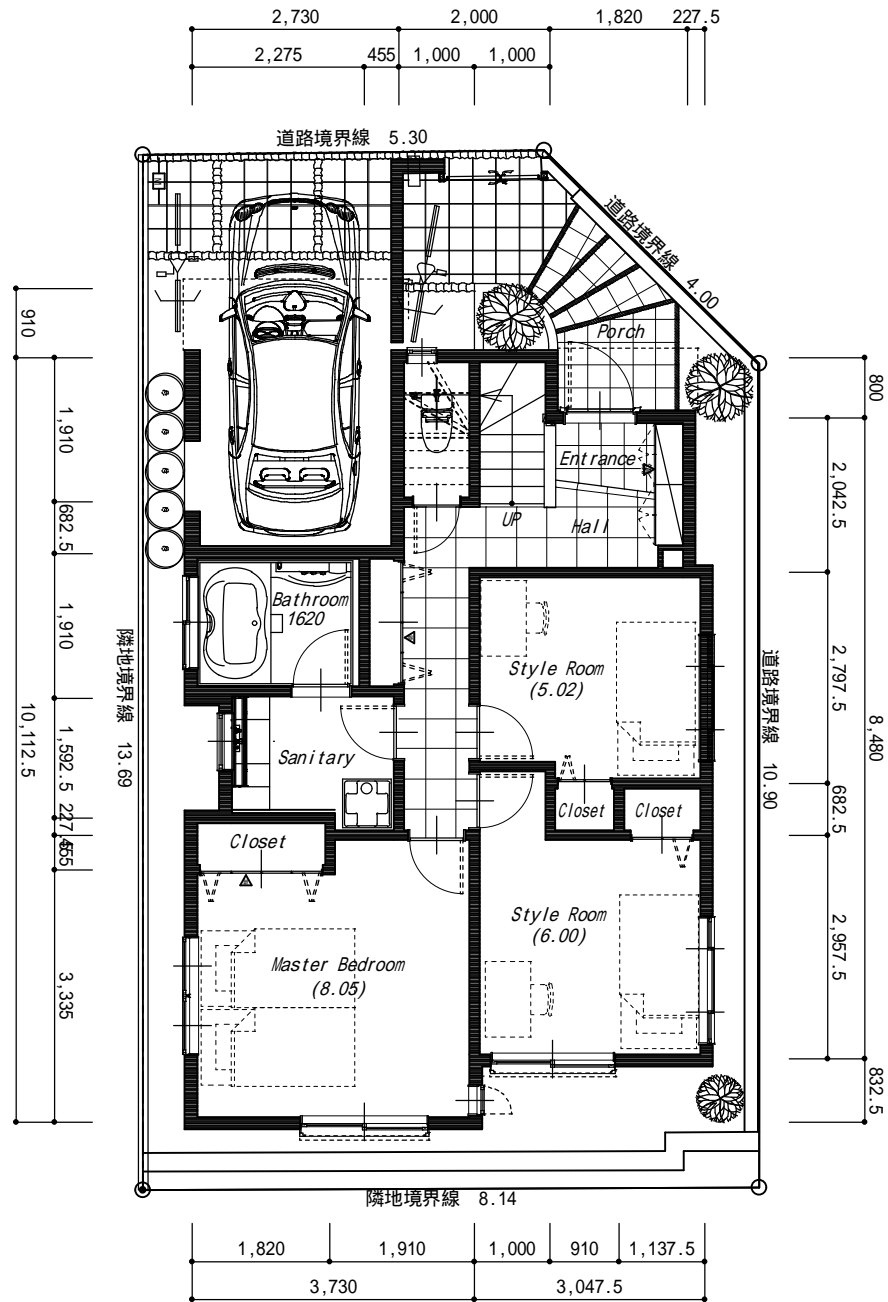 2,730
2,000
1,820
227.5
2,275
455
1,000
1,000
道路境界線 5.30
道路境界線 4.00
910
1,910
682.5
1,910
1,592.5
227.5
455
3,335
10,112.5
隣地境界線 13.69
Porch
Entrance
UP
Hall
Bathroom
1620
Style Room
(5.02)
Sanitary
Closet
Closet
Closet
Style Room
(6.00)
Master Bedroom
(8.05)
道路境界線 10.90
800
2,042.5
2,797.5
682.5
2,957.5
8,480
832.5
隣地境界線 8.14
1,820
1,910
1,000
910
1,137.5
3,730
3,047.5